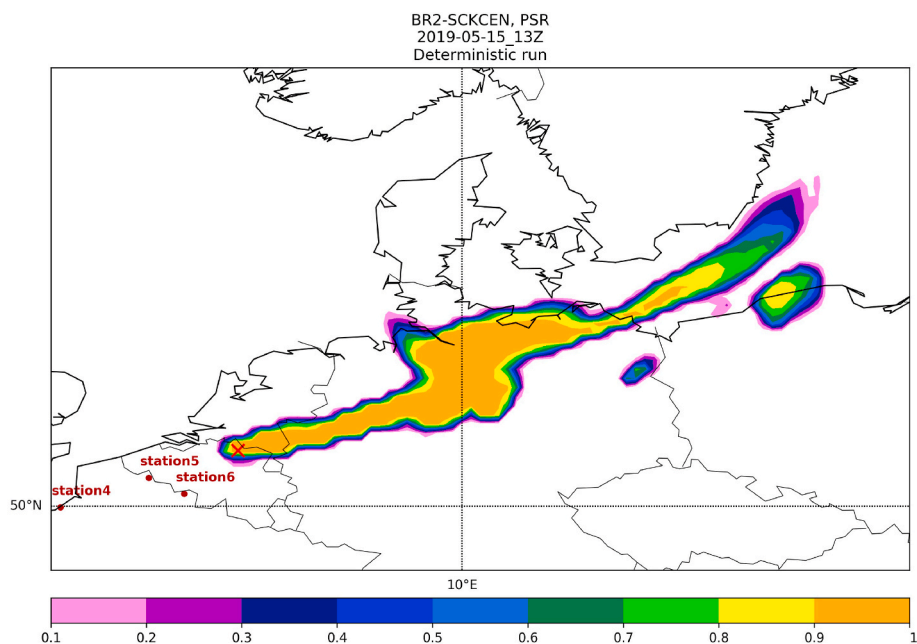 BR2-SCKCEN, PSR
2019-05-15_13Z
Deterministic run
station5
station6
station4
50°N
10°E
0.1 0.2 0.3 0.4 0.5 0.6 0.7 0.8 0.9 1